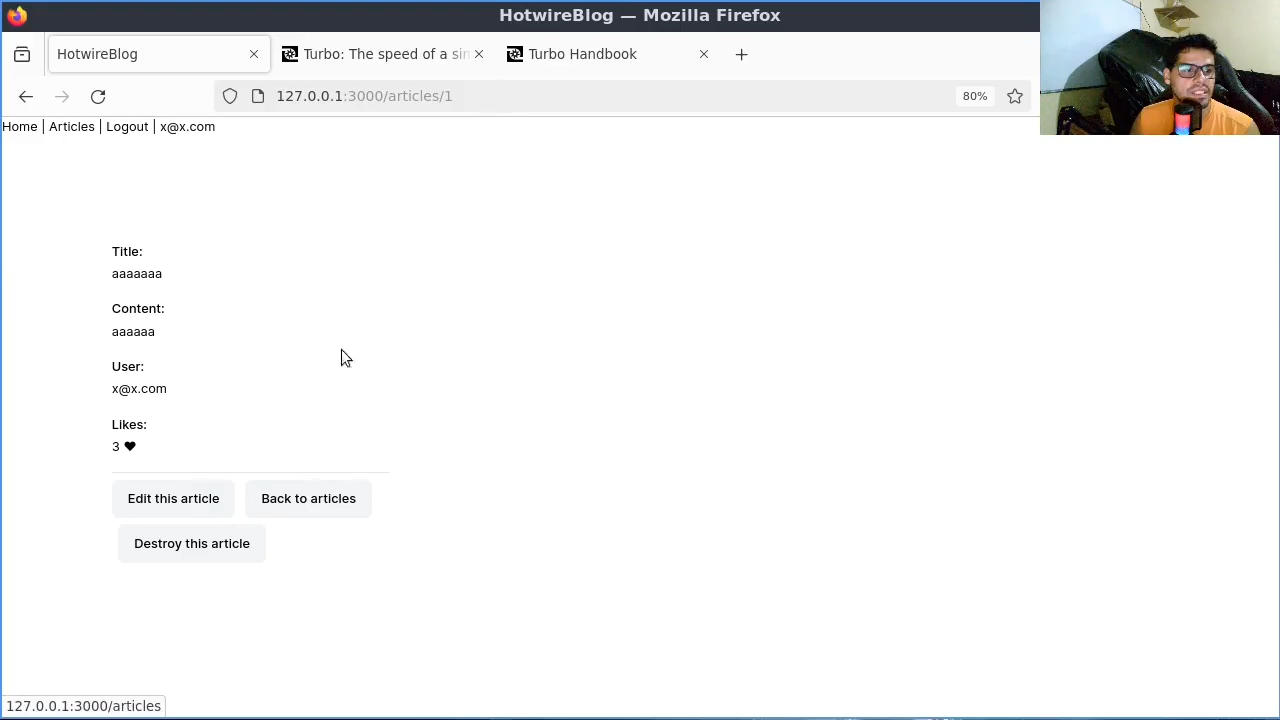 HotwireBlog — Mozilla Firefox
HotwireBlog
Turbo: The speed of a sin
Turbo Handbook
127.0.0.1:3000/articles/1
80%
Home | Articles | Logout | x@x.com
Title:
aaaaaaa
Content:
aaaaaa
User:
x@x.com
Likes:
3 ♥
Edit this article
Back to articles
Destroy this article
127.0.0.1:3000/articles